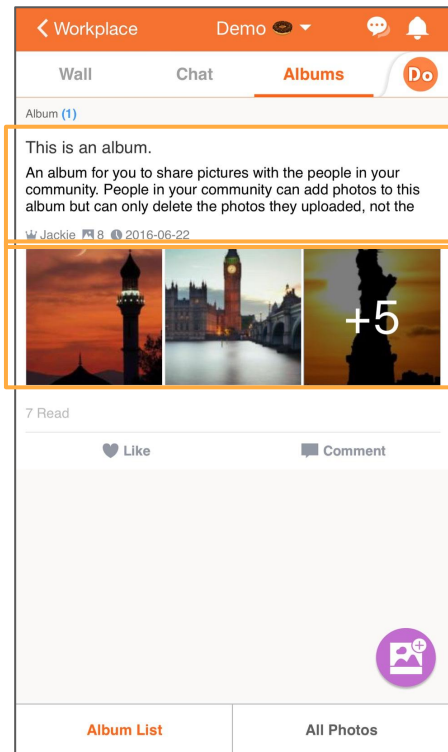 Workplace Demo
Wall Chat Albums Do
Album (1)
This is an album.
An album for you to share pictures with the people in your
community. People in your community can add photos to this
album but can only delete the photos they uploaded, not the
Jackie 8 2016-06-22
+5
7 Read
Like Comment
Album List All Photos